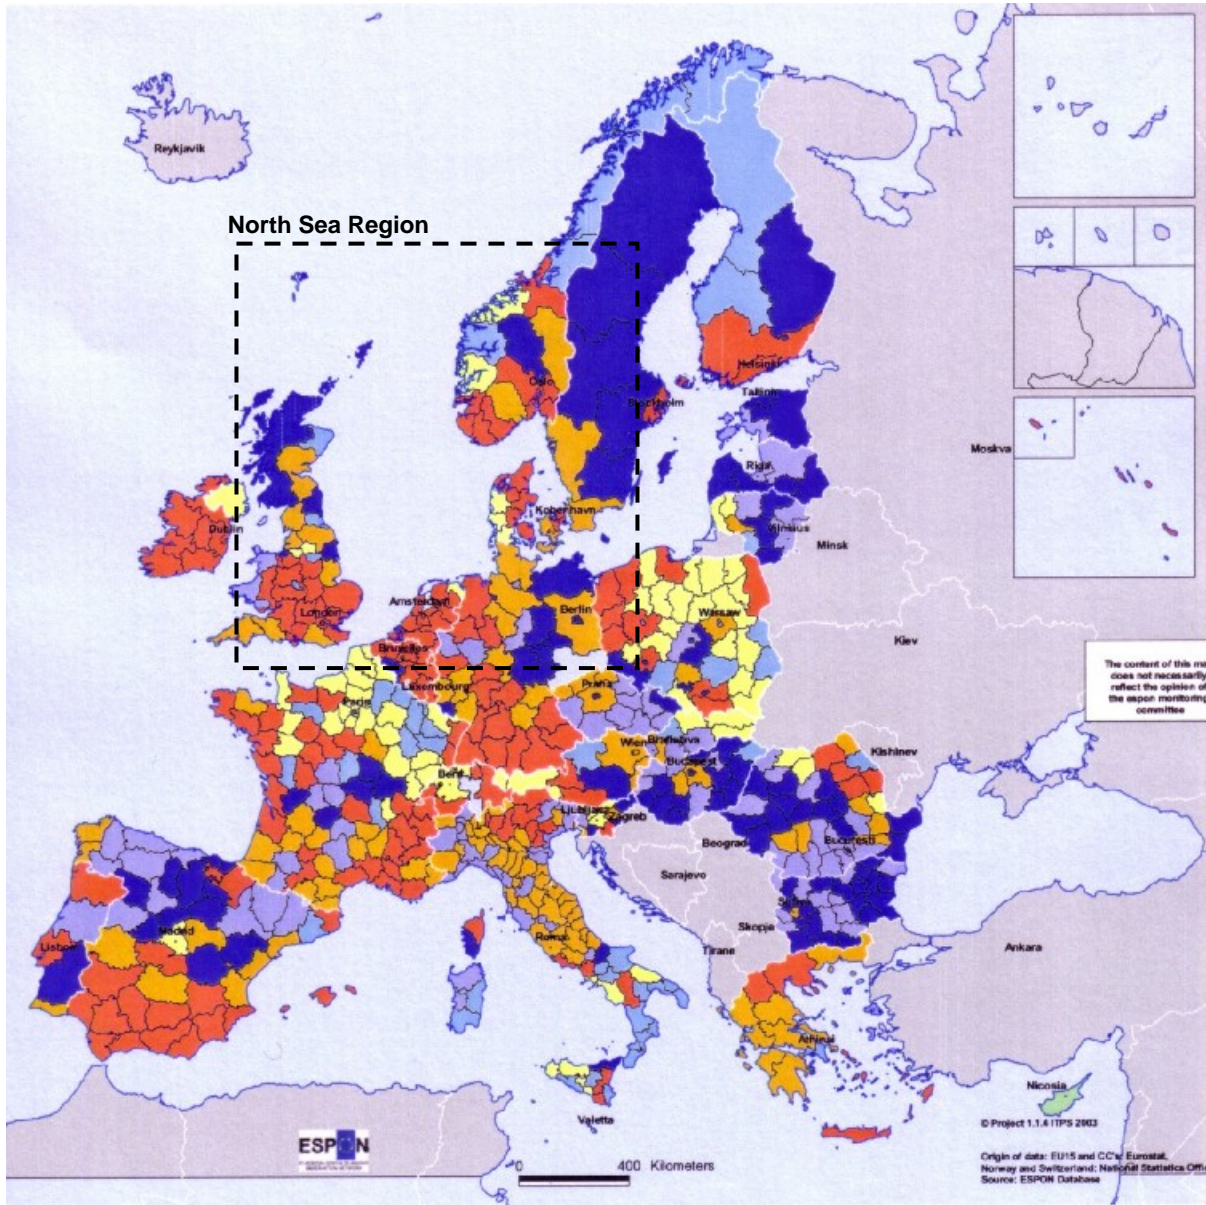 Reykjavik
North Sea Region
Oslo
Helsinki
Tallinn
Stockholm
Moskva
Riga
Kobenhavn
Dublin
Vilnius
Minsk
Amsterdam
London
Berlin
Warsaw
Bruxelles
Kiev
Luxembourg
Praha
Paris
The content of this ma
does not necessarily
reflect the opinion of
the espon monitoring
committee
Wien
Bratislava
Kishinev
Budapest
Bern
Ljubljana
Zagreb
Beograd
Bucuresti
Sarajevo
Madrid
Sofiya
Lisboa
Roma
Skopje
Tirane
Ankara
Athinai
Nicosia
Valetta
© Project 1.1.4 ITPS 2003
ESPON
0 400 Kilometers
Origin of data: EU15 and CC's: Eurostat,
Norway and Switzerland: National Statistics Offi
Source: ESPON Database